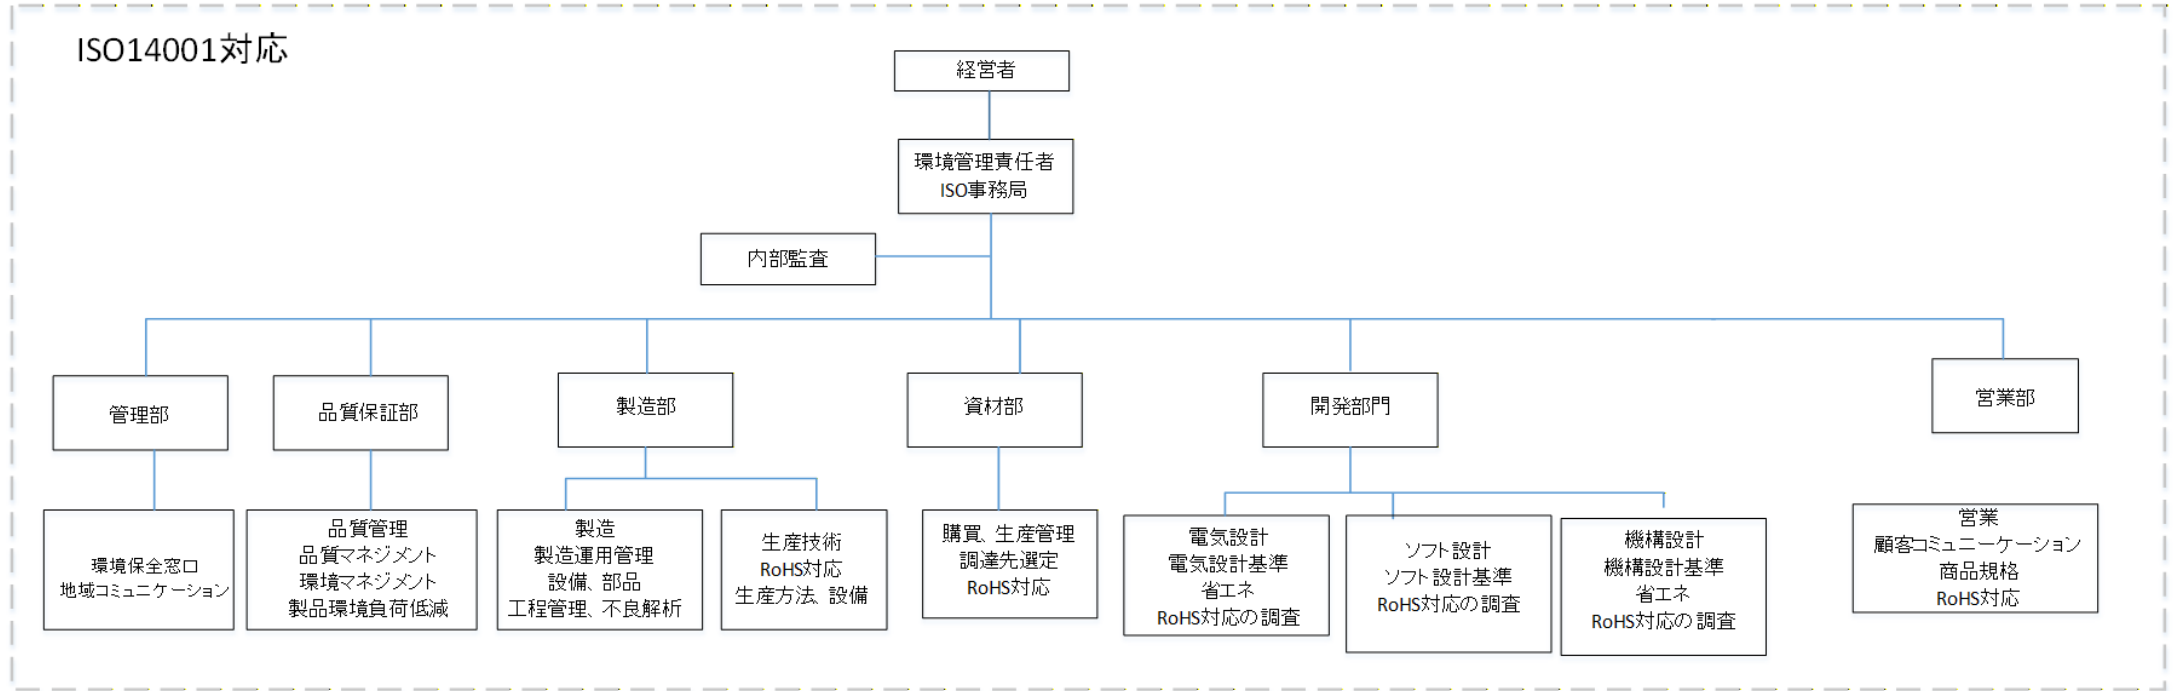 ISO14001対応
経営者
環境管理責任者
ISO事務局
内部監査
管理部
品質保証部
製造部
資材部
開発部門
営業部
環境保全窓口
地域コミュニケーション
品質管理
品質マネジメント
環境マネジメント
製品環境負荷低減
製造
製造運用管理
設備、部品
工程管理、不良解析
生産技術
RoHS対応
生産方法、設備
購買、生産管理
調達先選定
RoHS対応
電気設計
電気設計基準
省エネ
RoHS対応の調査
ソフト設計
ソフト設計基準
RoHS対応の調査
機構設計
機構設計基準
省エネ
RoHS対応の調査
営業
顧客コミュニーケーション
商品規格
RoHS対応